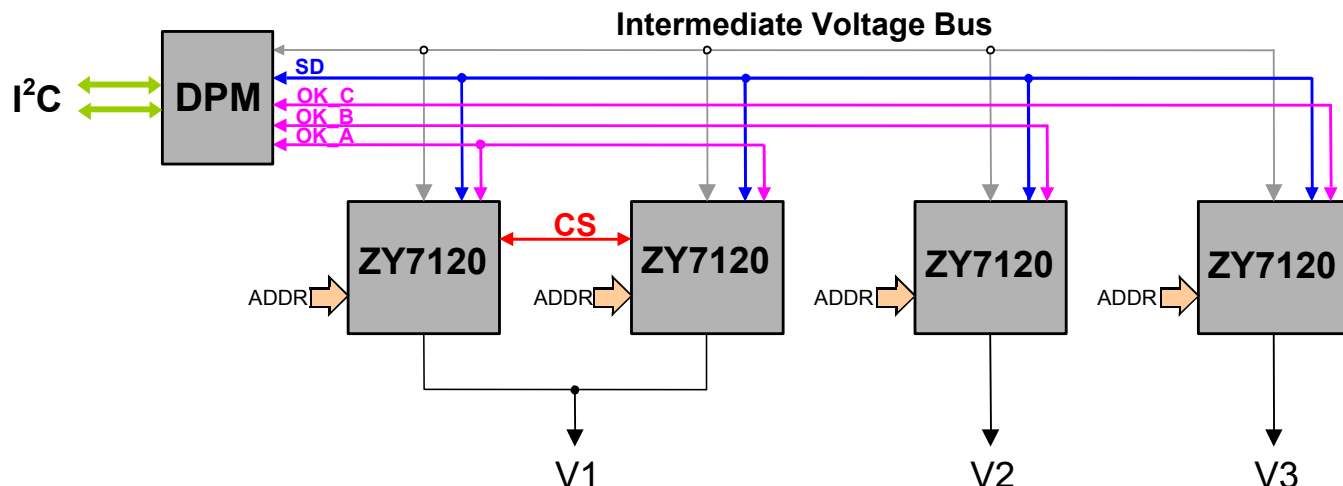 Intermediate Voltage Bus
I²C
DPM
SD
OK_C
OK_B
OK_A
CS
ZY7120
ZY7120
ZY7120
ZY7120
ADDR
ADDR
ADDR
ADDR
V1
V2
V3